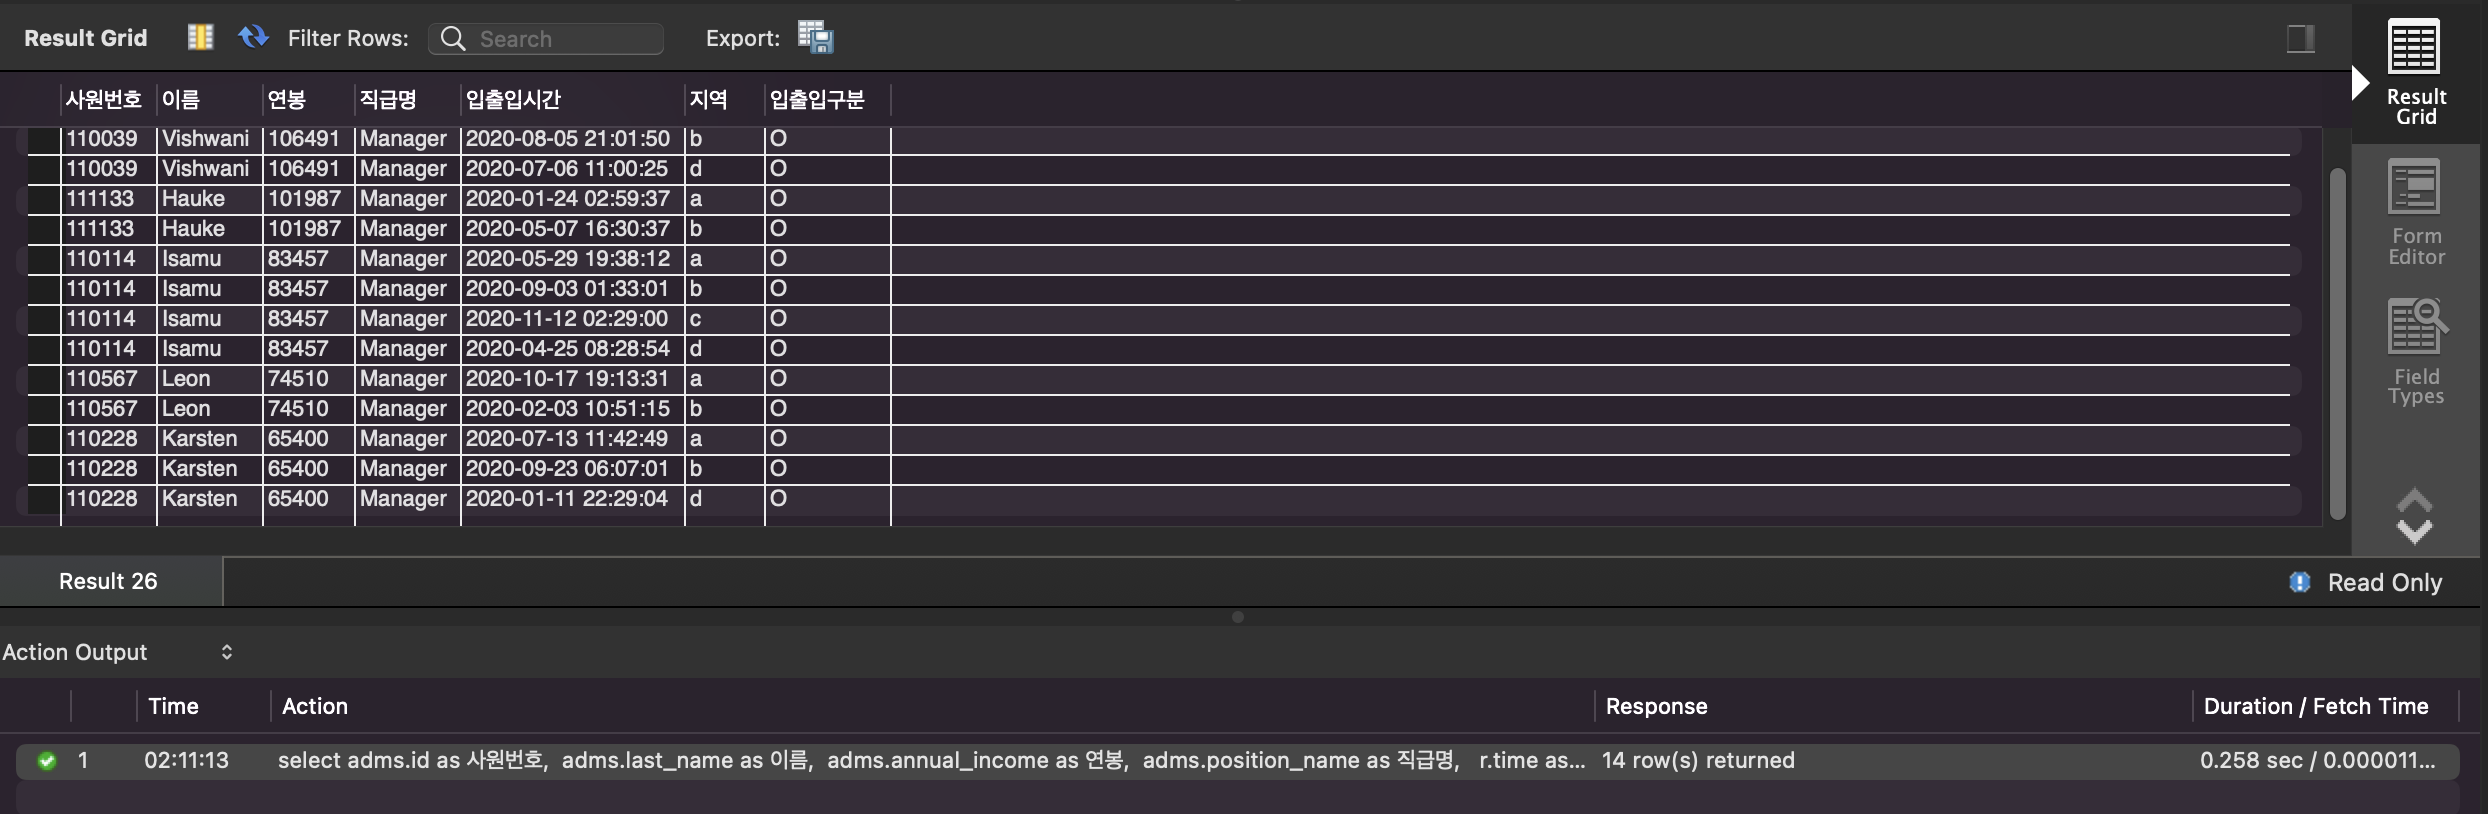 Result Grid Filter Rows: Search Export:
사원번호 이름 연봉 직급명 입출입시간 지역 입출입구분
110039 Vishwani 106491 Manager 2020-08-05 21:01:50 b O
110039 Vishwani 106491 Manager 2020-07-06 11:00:25 d O
111133 Hauke 101987 Manager 2020-01-24 02:59:37 a O
111133 Hauke 101987 Manager 2020-05-07 16:30:37 b O
110114 Isamu 83457 Manager 2020-05-29 19:38:12 a O
110114 Isamu 83457 Manager 2020-09-03 01:33:01 b O
110114 Isamu 83457 Manager 2020-11-12 02:29:00 c O
110114 Isamu 83457 Manager 2020-04-25 08:28:54 d O
110567 Leon 74510 Manager 2020-10-17 19:13:31 a O
110567 Leon 74510 Manager 2020-02-03 10:51:15 b O
110228 Karsten 65400 Manager 2020-07-13 11:42:49 a O
110228 Karsten 65400 Manager 2020-09-23 06:07:01 b O
110228 Karsten 65400 Manager 2020-01-11 22:29:04 d O
Result
Grid
Form
Editor
Field
Types
Result 26 Read Only
Action Output
Time Action Response Duration / Fetch Time
1 02:11:13 select adms.id as 사원번호, adms.last_name as 이름, adms.annual_income as 연봉, adms.position_name as 직급명, r.time as... 14 row(s) returned 0.258 sec / 0.000011...